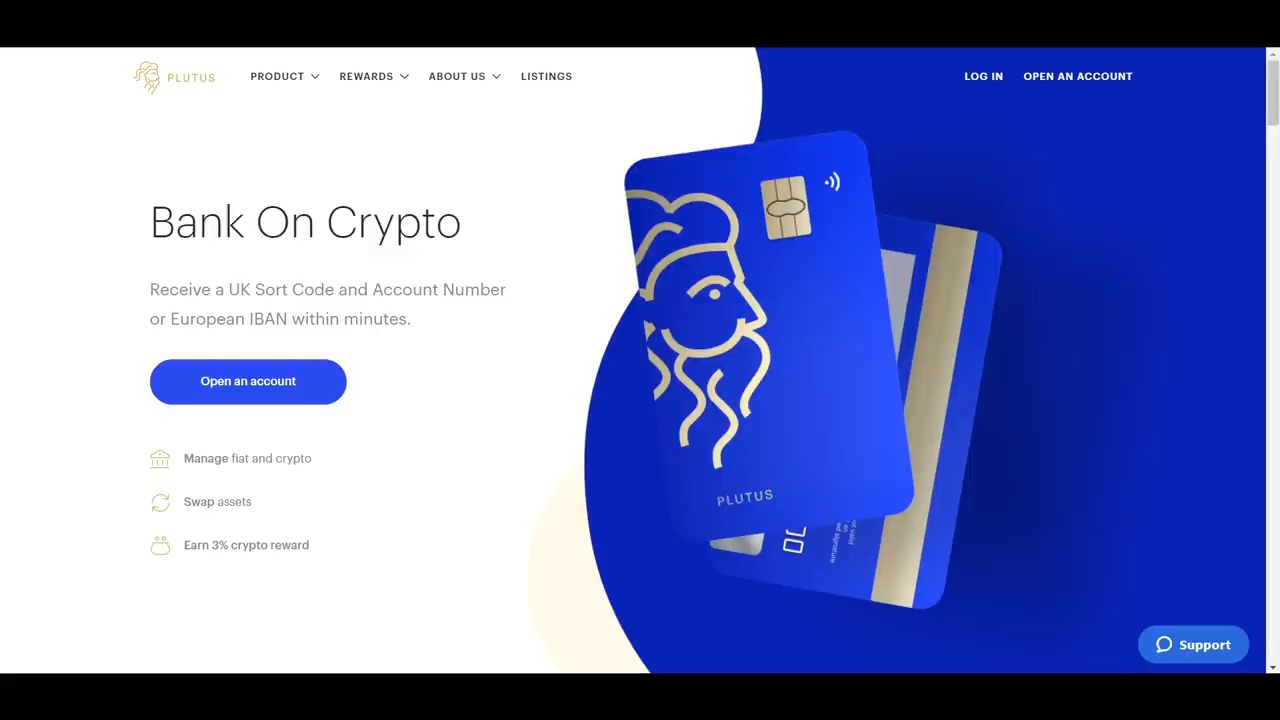 PLUTUS
PRODUCT
REWARDS
ABOUT US
LISTINGS
LOG IN
OPEN AN ACCOUNT
Bank On Crypto
Receive a UK Sort Code and Account Number
or European IBAN within minutes.
Open an account
Manage fiat and crypto
Swap assets
Earn 3% crypto reward
PLUTUS
Support